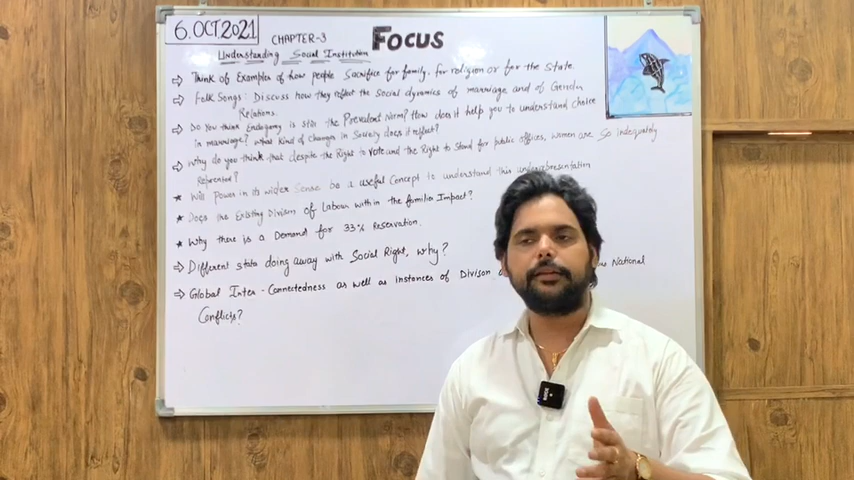 6.OCT.2021
CHAPTER-3
Focus
Understanding Social Institution
Think of Examples of how people Sacrifice for family, for religion or for the State.
Folk Songs: Discuss how they reflect the Social dynamics of marriage and of Gender
Relations.
Do You think Endogamy is still the Prevalent Norm? How does it help you to understand choice
in marriage? What kind of changes in Society does it reflect?
Why do you think that despite the Right to Vote and the Right to Stand for public offices, women are So
Will Power in its wider Sense be a useful Concept to understand this
Does the Existing Division of Labour within the families Impact?
Why there is a Demand for 33% Reservation.
Different state doing away with Social Right, Why?
Global Inter-Connectedness as well as instances of National
Conflicts?